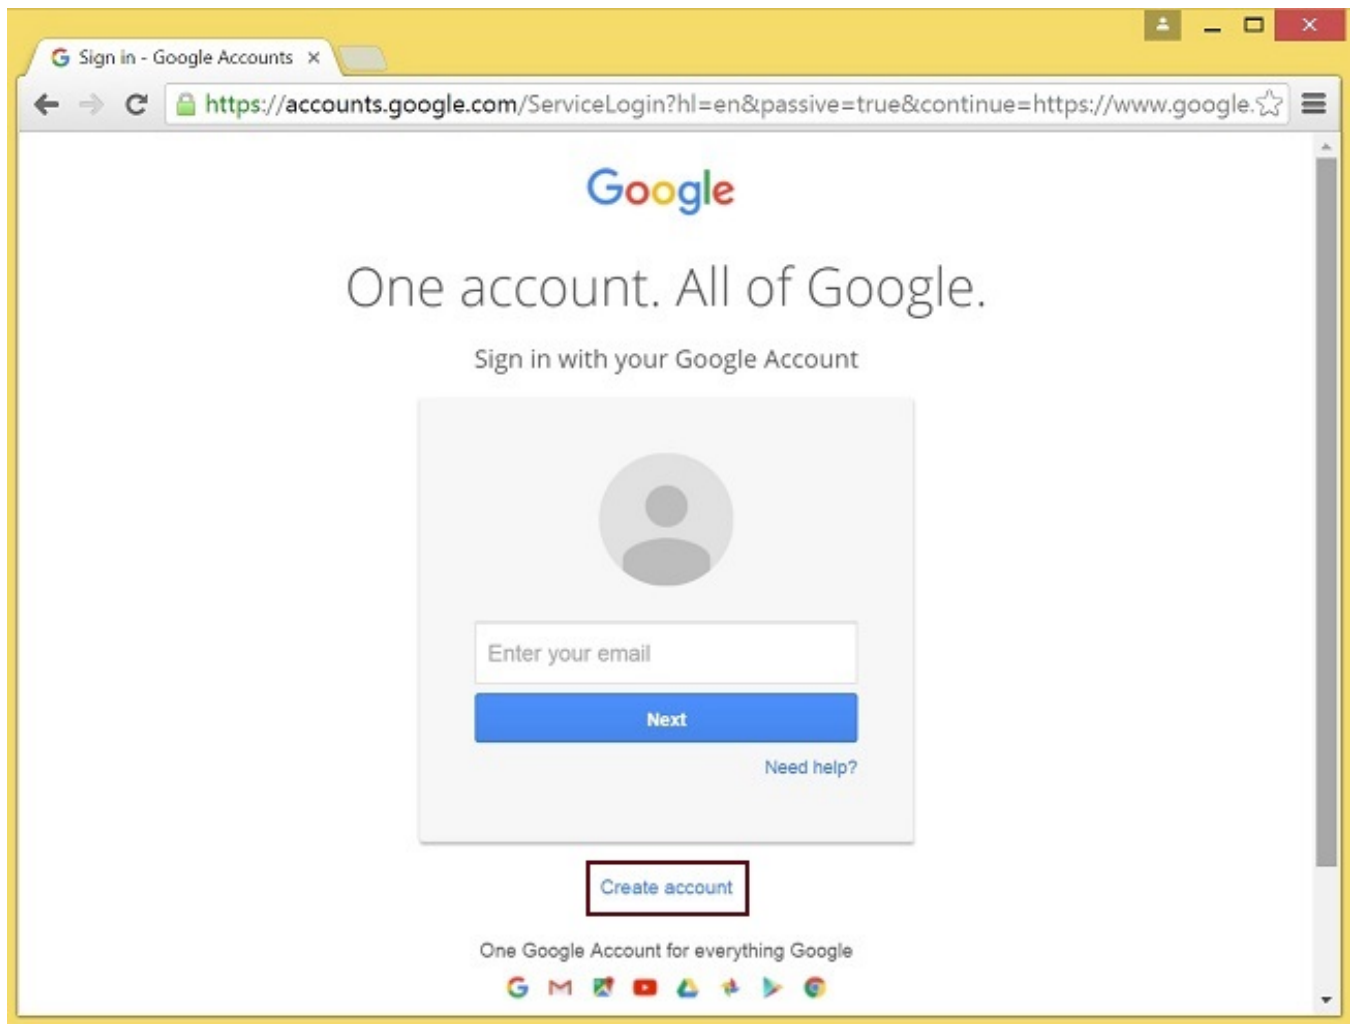 Sign in - Google Accounts
https://accounts.google.com/ServiceLogin?hl=en&passive=true&continue=https://www.google.
Google
One account. All of Google.
Sign in with your Google Account
Enter your email
Next
Need help?
Create account
One Google Account for everything Google